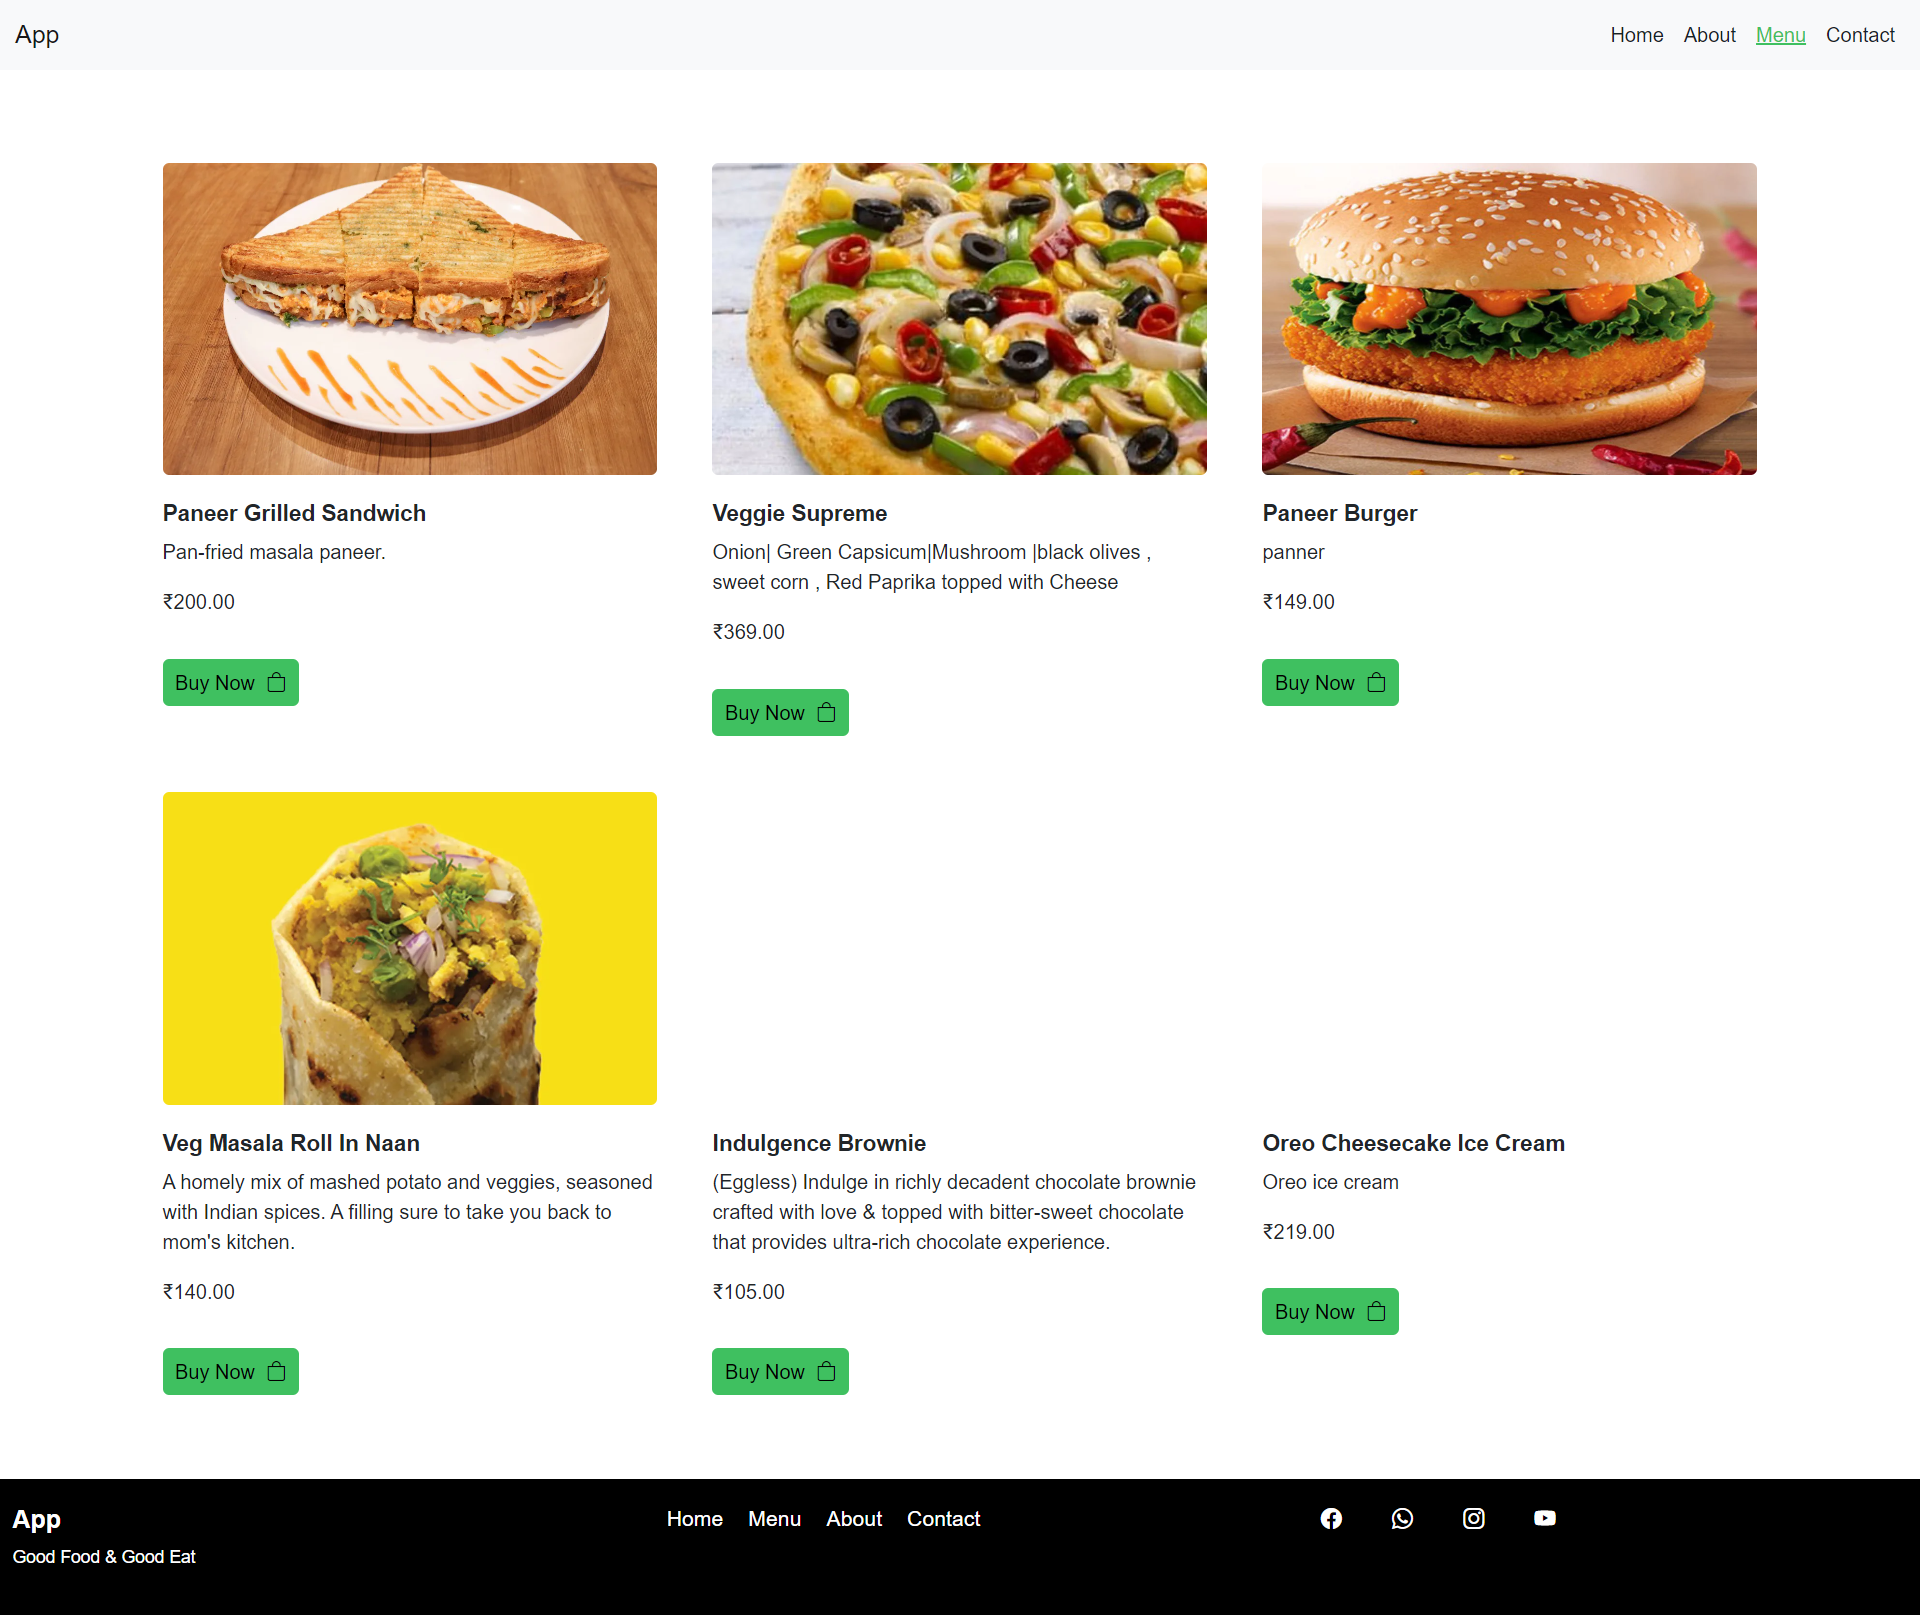 App
Home About Menu Contact
Paneer Grilled Sandwich
Pan-fried masala paneer.
₹200.00
Buy Now
Veggie Supreme
Onion| Green Capsicum|Mushroom |black olives ,
sweet corn , Red Paprika topped with Cheese
₹369.00
Buy Now
Paneer Burger
panner
₹149.00
Buy Now
Veg Masala Roll In Naan
A homely mix of mashed potato and veggies, seasoned
with Indian spices. A filling sure to take you back to
mom's kitchen.
₹140.00
Buy Now
Indulgence Brownie
(Eggless) Indulge in richly decadent chocolate brownie
crafted with love & topped with bitter-sweet chocolate
that provides ultra-rich chocolate experience.
₹105.00
Buy Now
Oreo Cheesecake Ice Cream
Oreo ice cream
₹219.00
Buy Now
App
Good Food & Good Eat
Home Menu About Contact